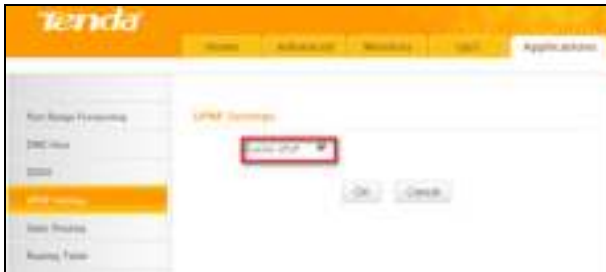 Tenda
Home Advanced Wireless QoS Applications
Port Range Forwarding
UPNP Settings
DMZ Host
Enable UPnP
DDNS
UPNP Settings
OK Cancel
Static Routing
Routing Table